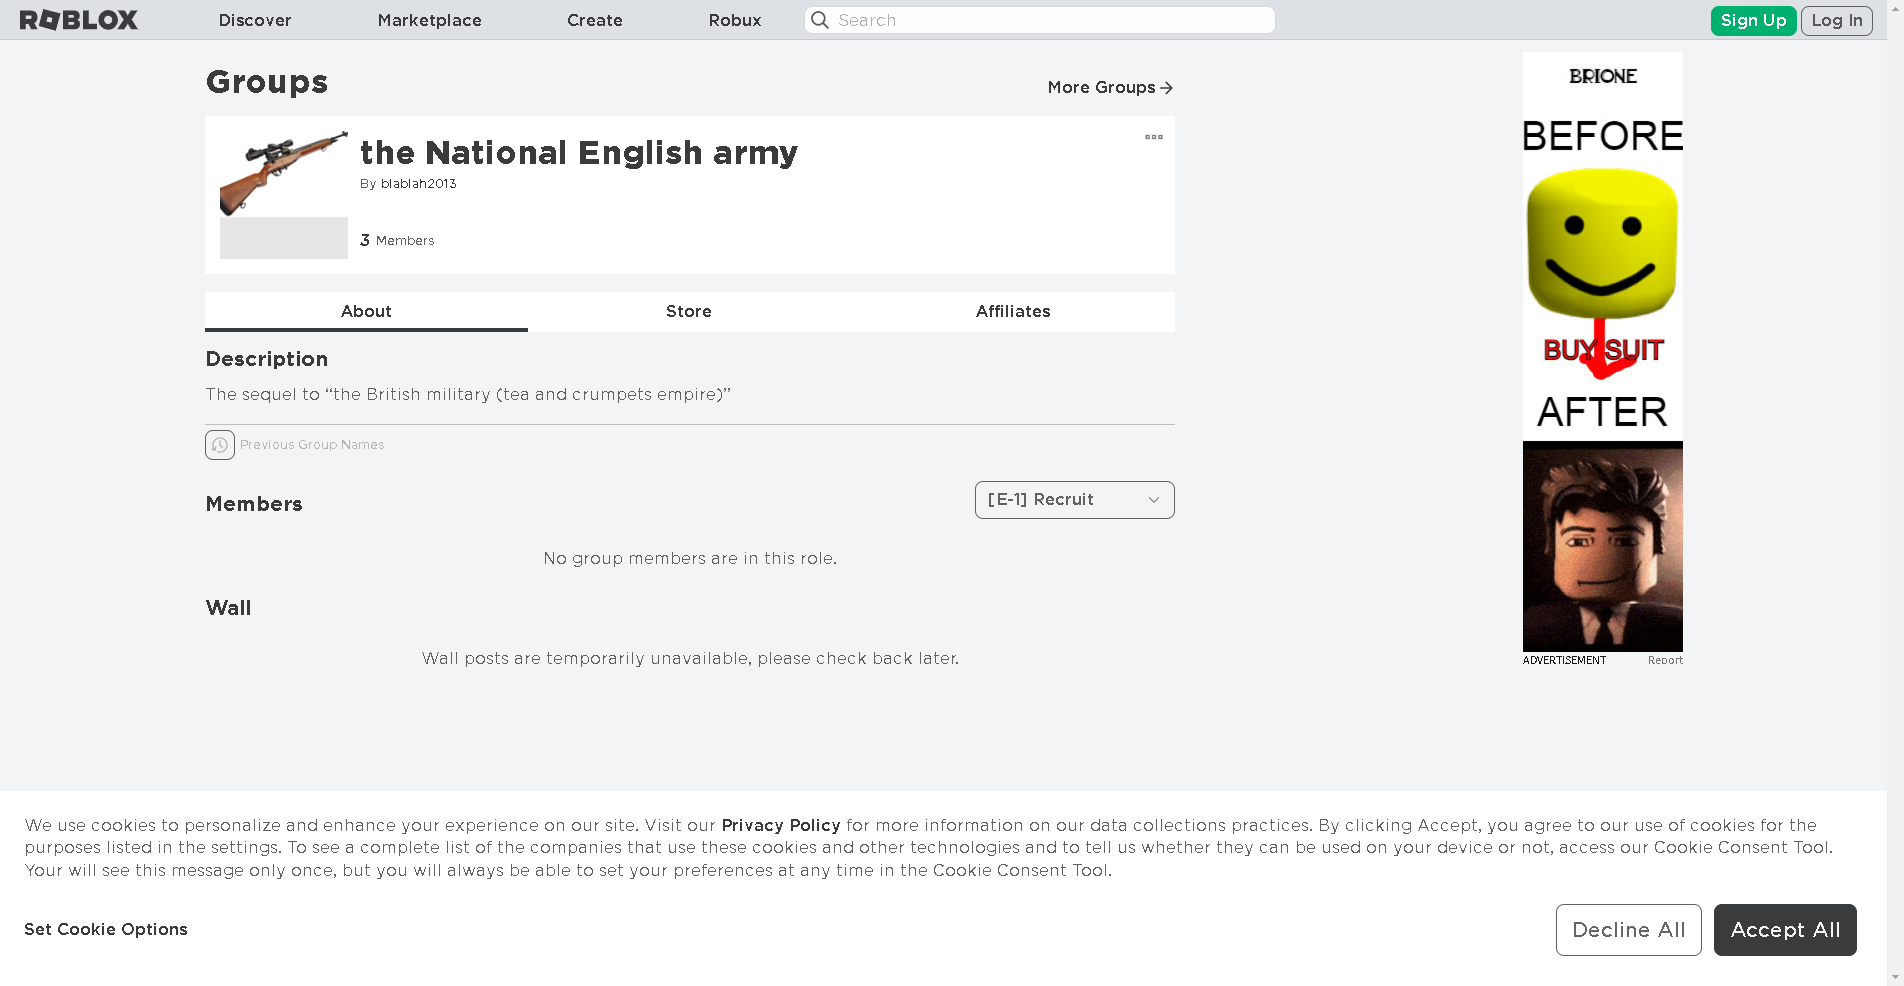 ROBLOX Discover Marketplace Create Robux Search Sign Up Log In
Groups
More Groups
the National English army
By blablah2013
3 Members
About Store Affiliates
Description
The sequel to “the British military (tea and crumpets empire)”
Previous Group Names
Members
[E-1] Recruit
No group members are in this role.
Wall
Wall posts are temporarily unavailable, please check back later.
BRIONE
BEFORE
BUY SUIT
AFTER
ADVERTISEMENT Report
We use cookies to personalize and enhance your experience on our site. Visit our Privacy Policy for more information on our data collections practices. By clicking Accept, you agree to our use of cookies for the
purposes listed in the settings. To see a complete list of the companies that use these cookies and other technologies and to tell us whether they can be used on your device or not, access our Cookie Consent Tool.
Your will see this message only once, but you will always be able to set your preferences at any time in the Cookie Consent Tool.
Set Cookie Options
Decline All
Accept All